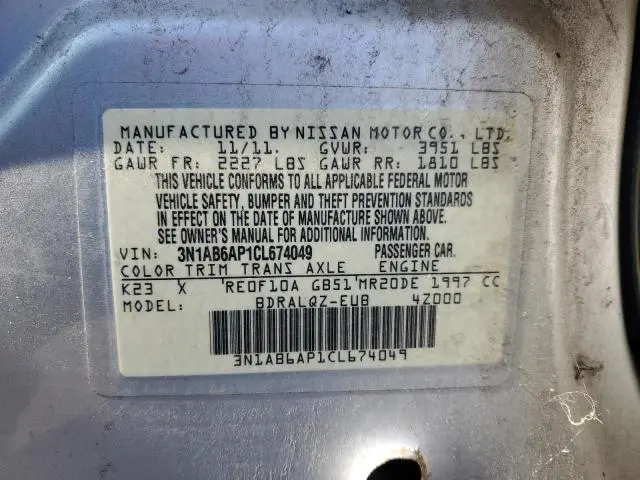 MANUFACTURED BY NISSAN MOTOR CO., LTD.
DATE: 11/11. GVWR: 3951 LBS
GAWR FR: 2227 LBS GAWR RR: 1810 LBS
THIS VEHICLE CONFORMS TO ALL APPLICABLE FEDERAL MOTOR
VEHICLE SAFETY, BUMPER AND THEFT PREVENTION STANDARDS
IN EFFECT ON THE DATE OF MANUFACTURE SHOWN ABOVE.
SEE OWNER'S MANUAL FOR ADDITIONAL INFORMATION.
VIN: 3N1AB6AP1CL674049 PASSENGER CAR.
COLOR TRIM TRANS AXLE ENGINE
K23 X 'RE0F10A GB51'MR20DE 1997 CC
MODEL: BDRALQZ-EUB 4Z000
3N1AB6AP1CL674049